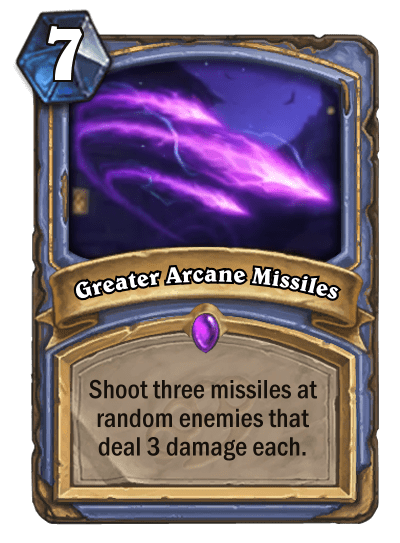 7
Greater Arcane Missiles
Shoot three missiles at
random enemies that
deal 3 damage each.